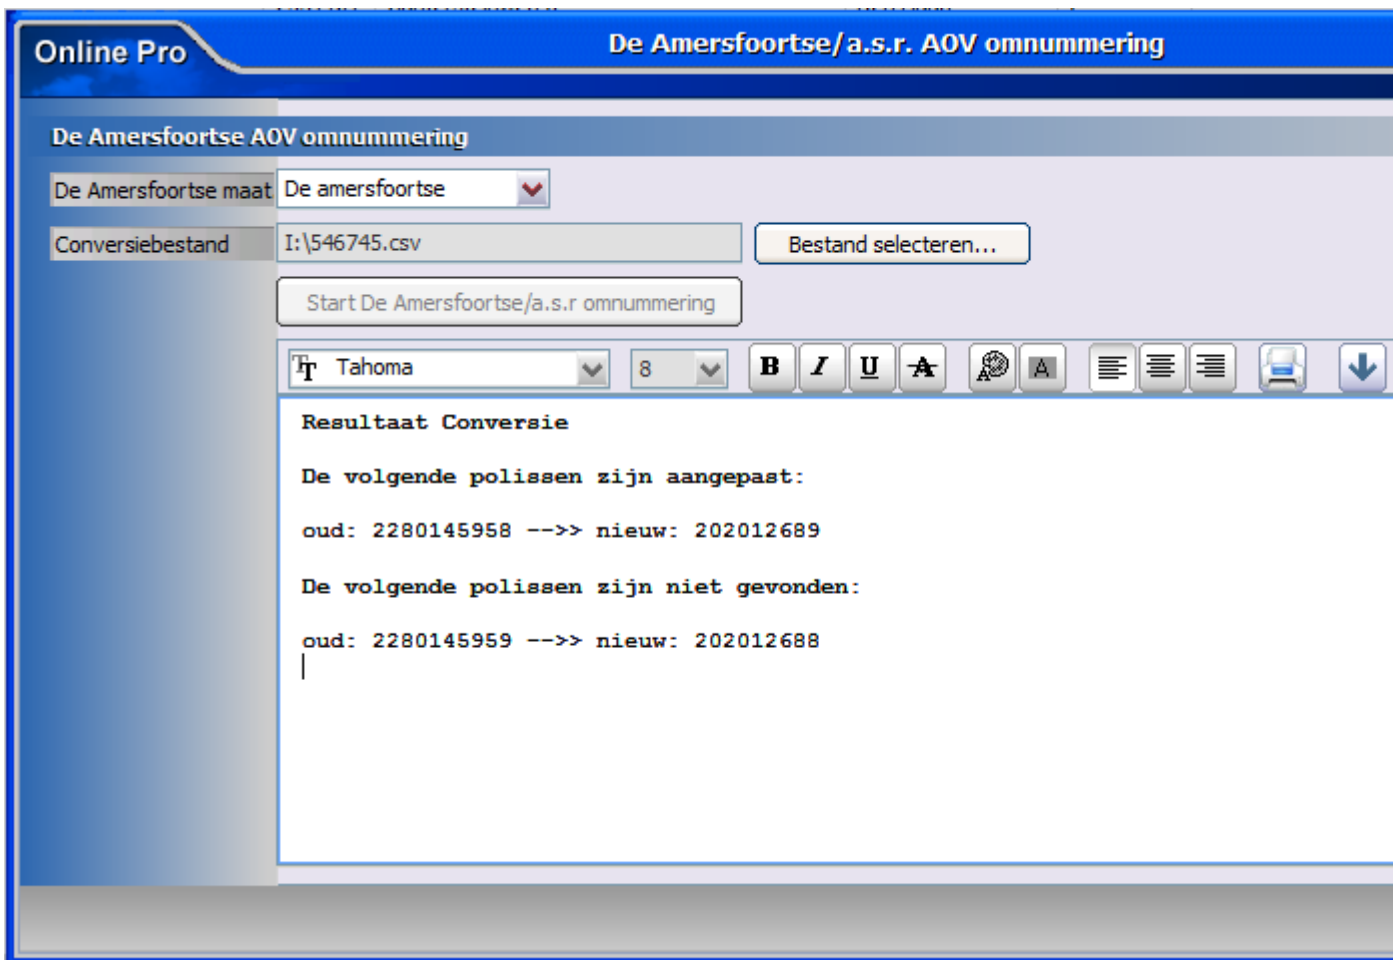 Online Pro
De Amersfoortse/a.s.r. AOV omnummering
De Amersfoortse AOV omnummering
De Amersfoortse maat De amersfoortse
Conversiebestand I:\546745.csv Bestand selecteren...
Start De Amersfoortse/a.s.r omnummering
Tahoma 8 B I U A A
Resultaat Conversie
De volgende polissen zijn aangepast:
oud: 2280145958 -->> nieuw: 202012689
De volgende polissen zijn niet gevonden:
oud: 2280145959 -->> nieuw: 202012688